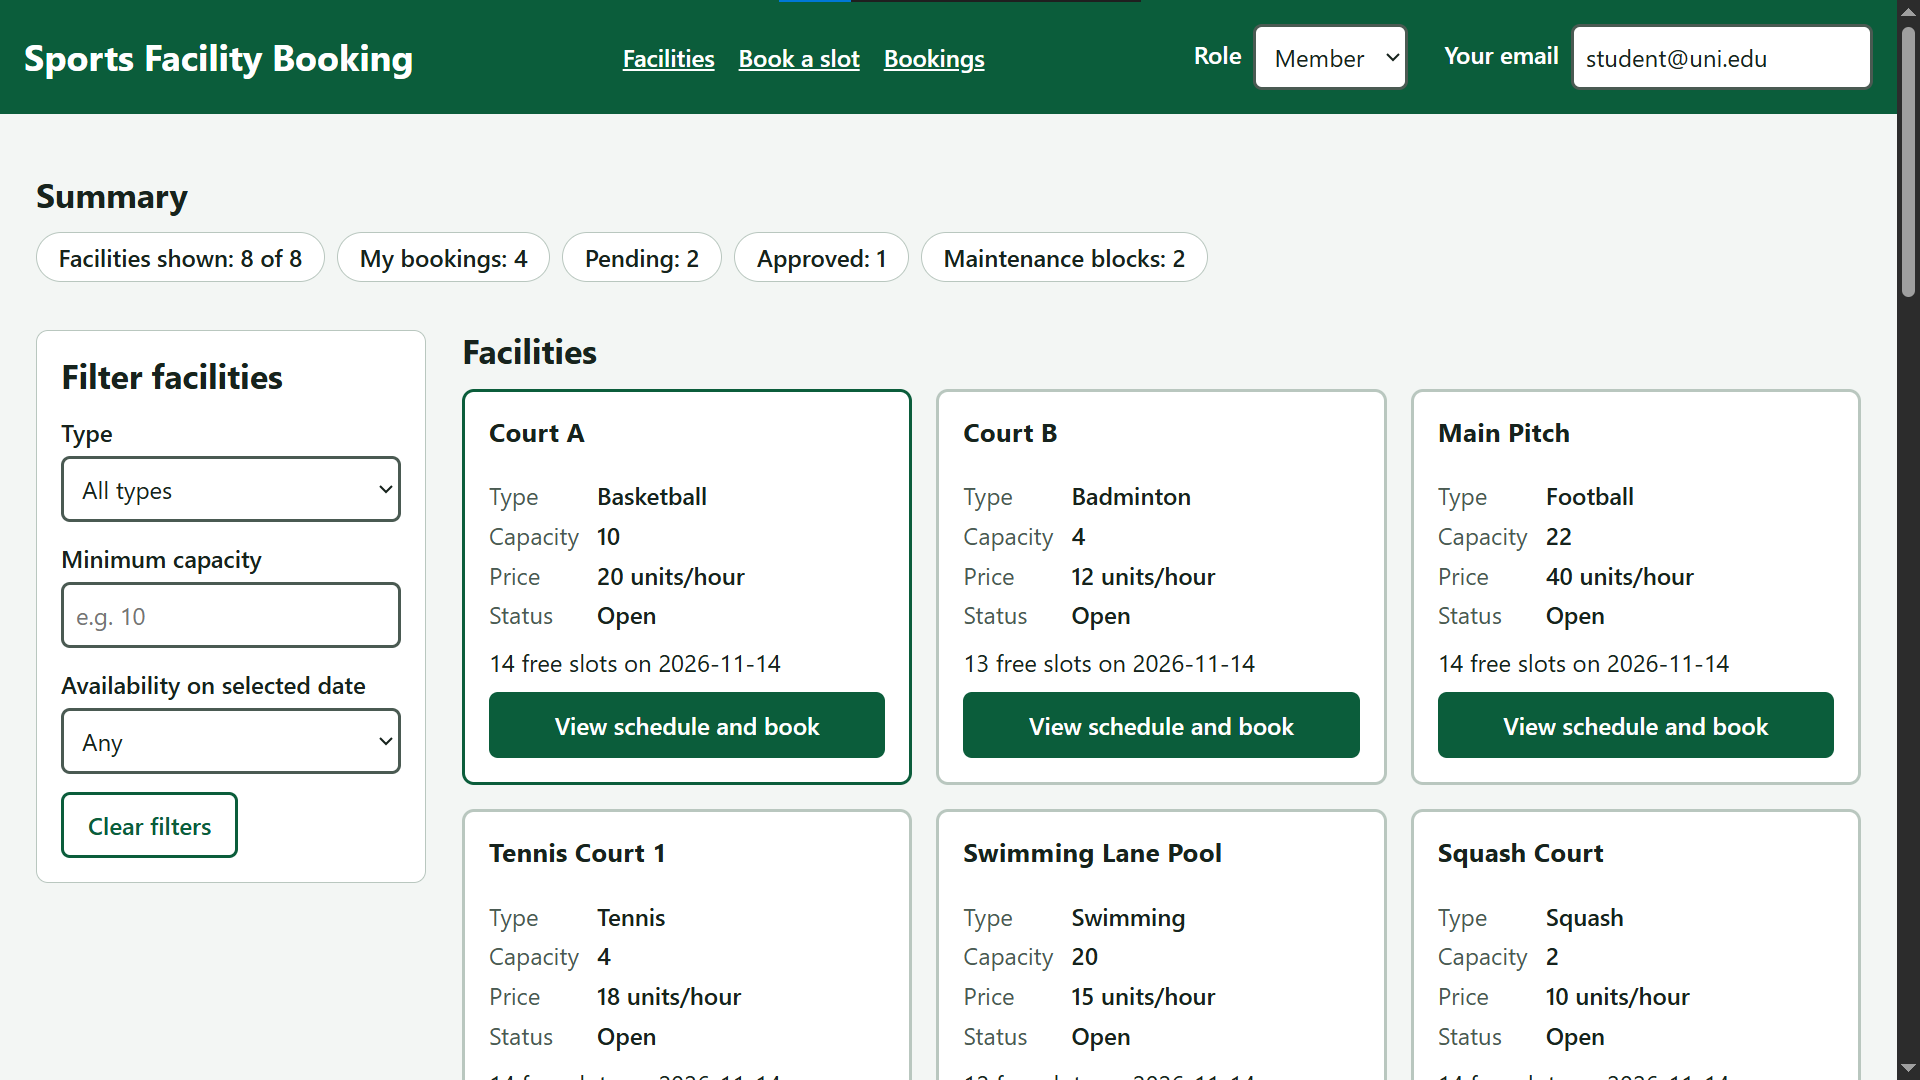 Sports Facility Booking
Facilities Book a slot Bookings
Role Member Your email student@uni.edu
Summary
Facilities shown: 8 of 8 My bookings: 4 Pending: 2 Approved: 1 Maintenance blocks: 2
Filter facilities
Type
All types
Minimum capacity
e.g. 10
Availability on selected date
Any
Clear filters
Facilities
Court A
Type Basketball
Capacity 10
Price 20 units/hour
Status Open
14 free slots on 2026-11-14
View schedule and book
Court B
Type Badminton
Capacity 4
Price 12 units/hour
Status Open
13 free slots on 2026-11-14
View schedule and book
Main Pitch
Type Football
Capacity 22
Price 40 units/hour
Status Open
14 free slots on 2026-11-14
View schedule and book
Tennis Court 1
Type Tennis
Capacity 4
Price 18 units/hour
Status Open
Swimming Lane Pool
Type Swimming
Capacity 20
Price 15 units/hour
Status Open
Squash Court
Type Squash
Capacity 2
Price 10 units/hour
Status Open